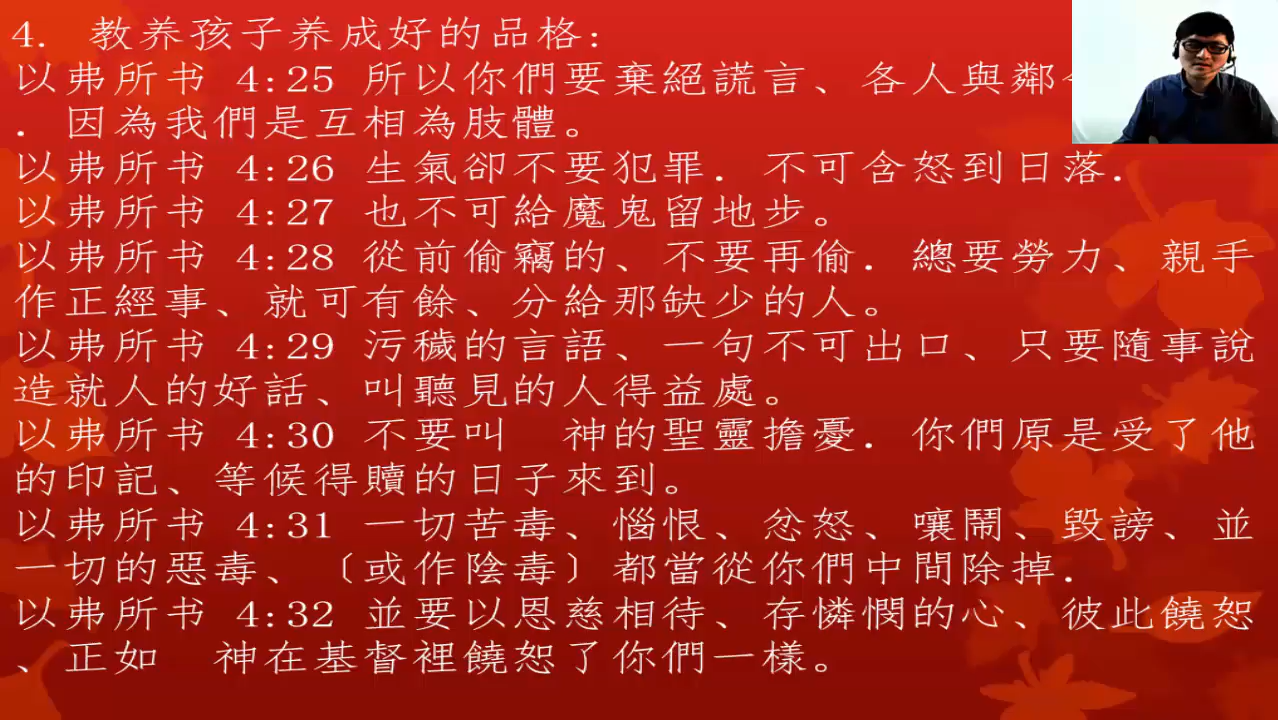 4. 教养孩子养成好的品格:
以弗所书 4:25 所以你們要棄絕謊言、各人與鄰
. 因為我們是互相為肢體。
以弗所书 4:26 生氣卻不要犯罪. 不可含怒到日落.
以弗所书 4:27 也不可給魔鬼留地步。
以弗所书 4:28 從前偷竊的、不要再偷. 總要勞力、親手
作正經事、就可有餘、分給那缺少的人。
以弗所书 4:29 污穢的言語、一句不可出口、只要隨事說
造就人的好話、叫聽見的人得益處。
以弗所书 4:30 不要叫　神的聖靈擔憂. 你們原是受了他
的印記、等候得贖的日子來到。
以弗所书 4:31 一切苦毒、惱恨、忿怒、嚷鬧、毀謗、並
一切的惡毒、〔或作陰毒〕都當從你們中間除掉.
以弗所书 4:32 並要以恩慈相待、存憐憫的心、彼此饒恕
、正如　神在基督裡饒恕了你們一樣。